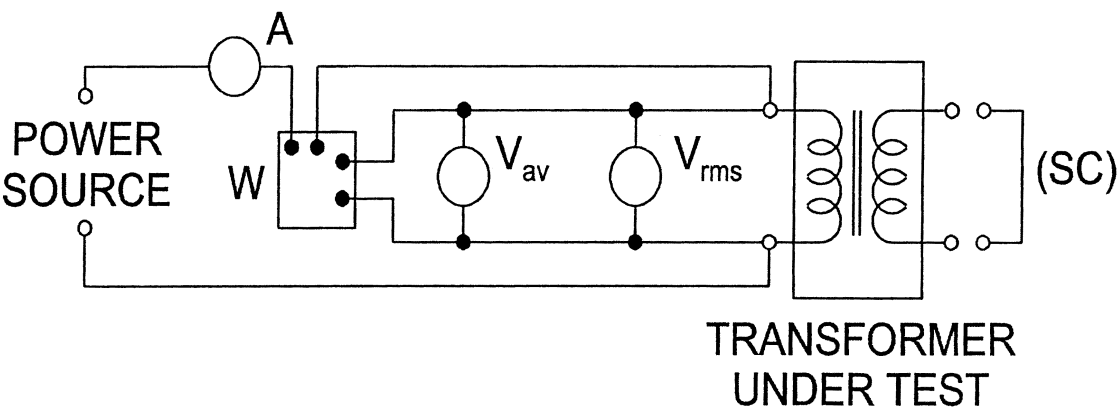 A
POWER
SOURCE
W
V_av
V_rms
(SC)
TRANSFORMER
UNDER TEST